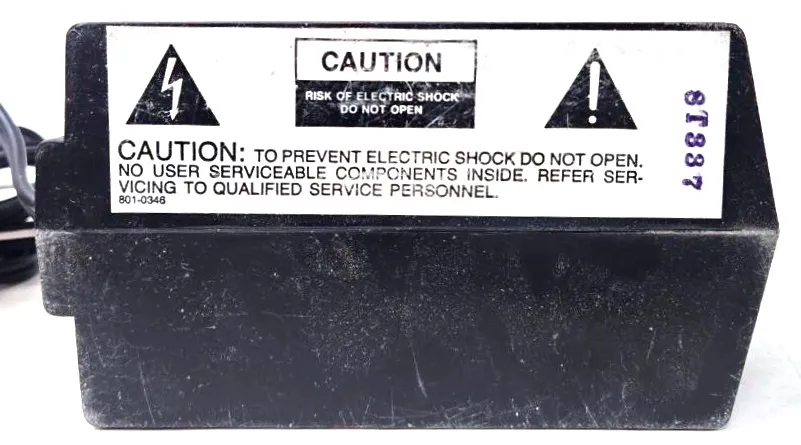 CAUTION
RISK OF ELECTRIC SHOCK
DO NOT OPEN
CAUTION: TO PREVENT ELECTRIC SHOCK DO NOT OPEN.
NO USER SERVICEABLE COMPONENTS INSIDE. REFER SER-
VICING TO QUALIFIED SERVICE PERSONNEL.
801-0346
8T887